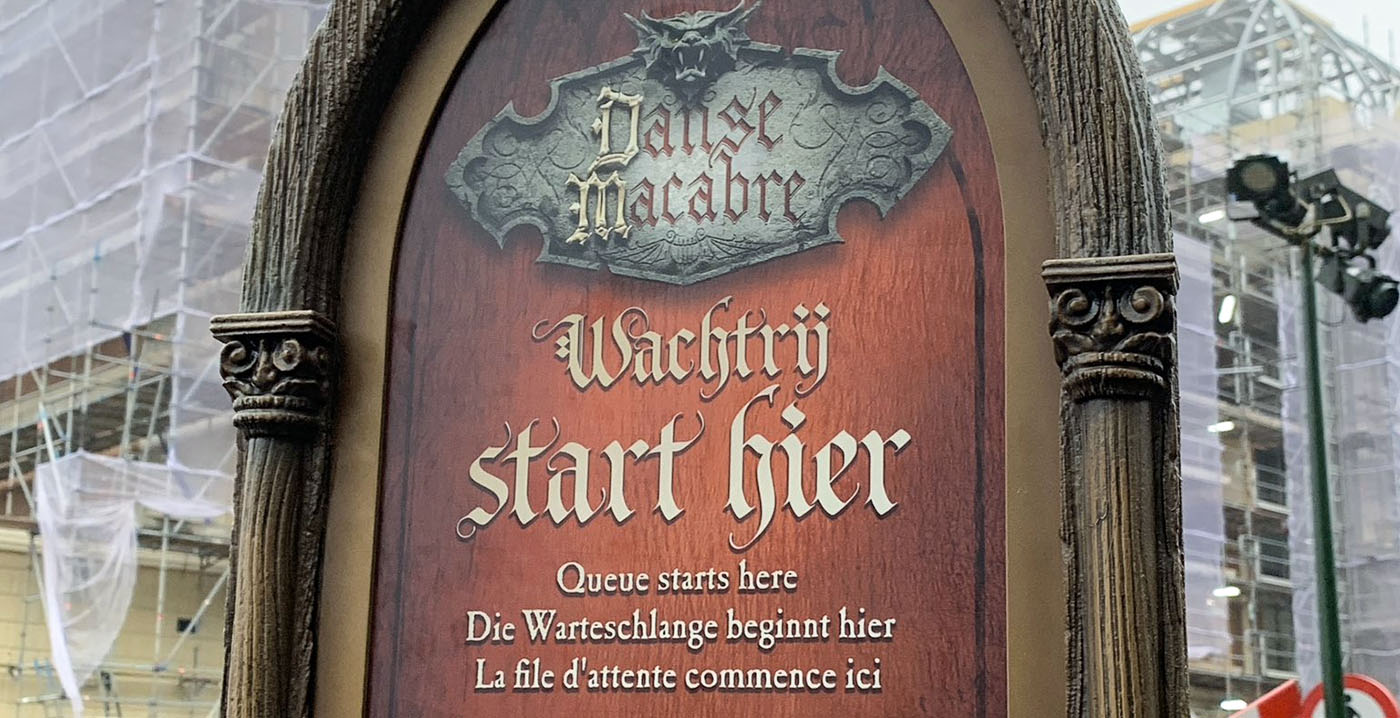 Danse
Macabre
Wachtrij
start hier
Queue starts here
Die Warteschlange beginnt hier
La file d'attente commence ici